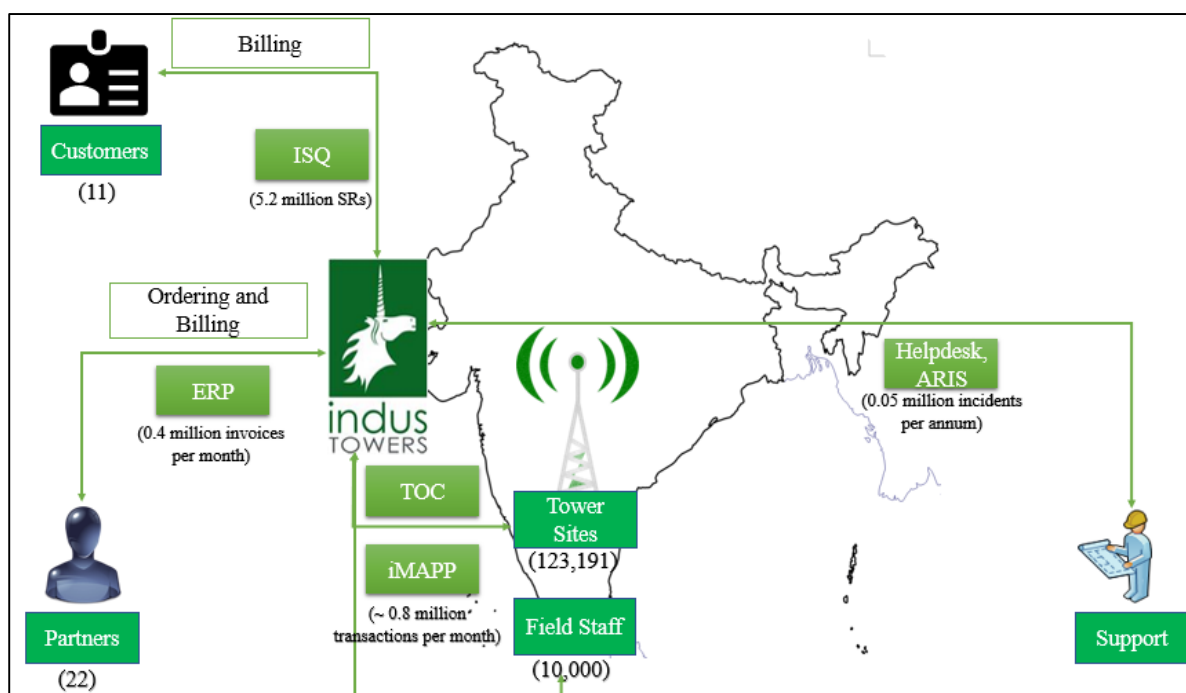 Billing
Customers
(11)
ISQ
(5.2 million SRs)
Ordering and
Billing
ERP
(0.4 million invoices
per month)
indus
TOWERS
Helpdesk,
ARIS
(0.05 million incidents
per annum)
TOC
Tower
Sites
(123,191)
iMAPP
(~ 0.8 million
transactions per month)
Field Staff
(10,000)
Partners
(22)
Support